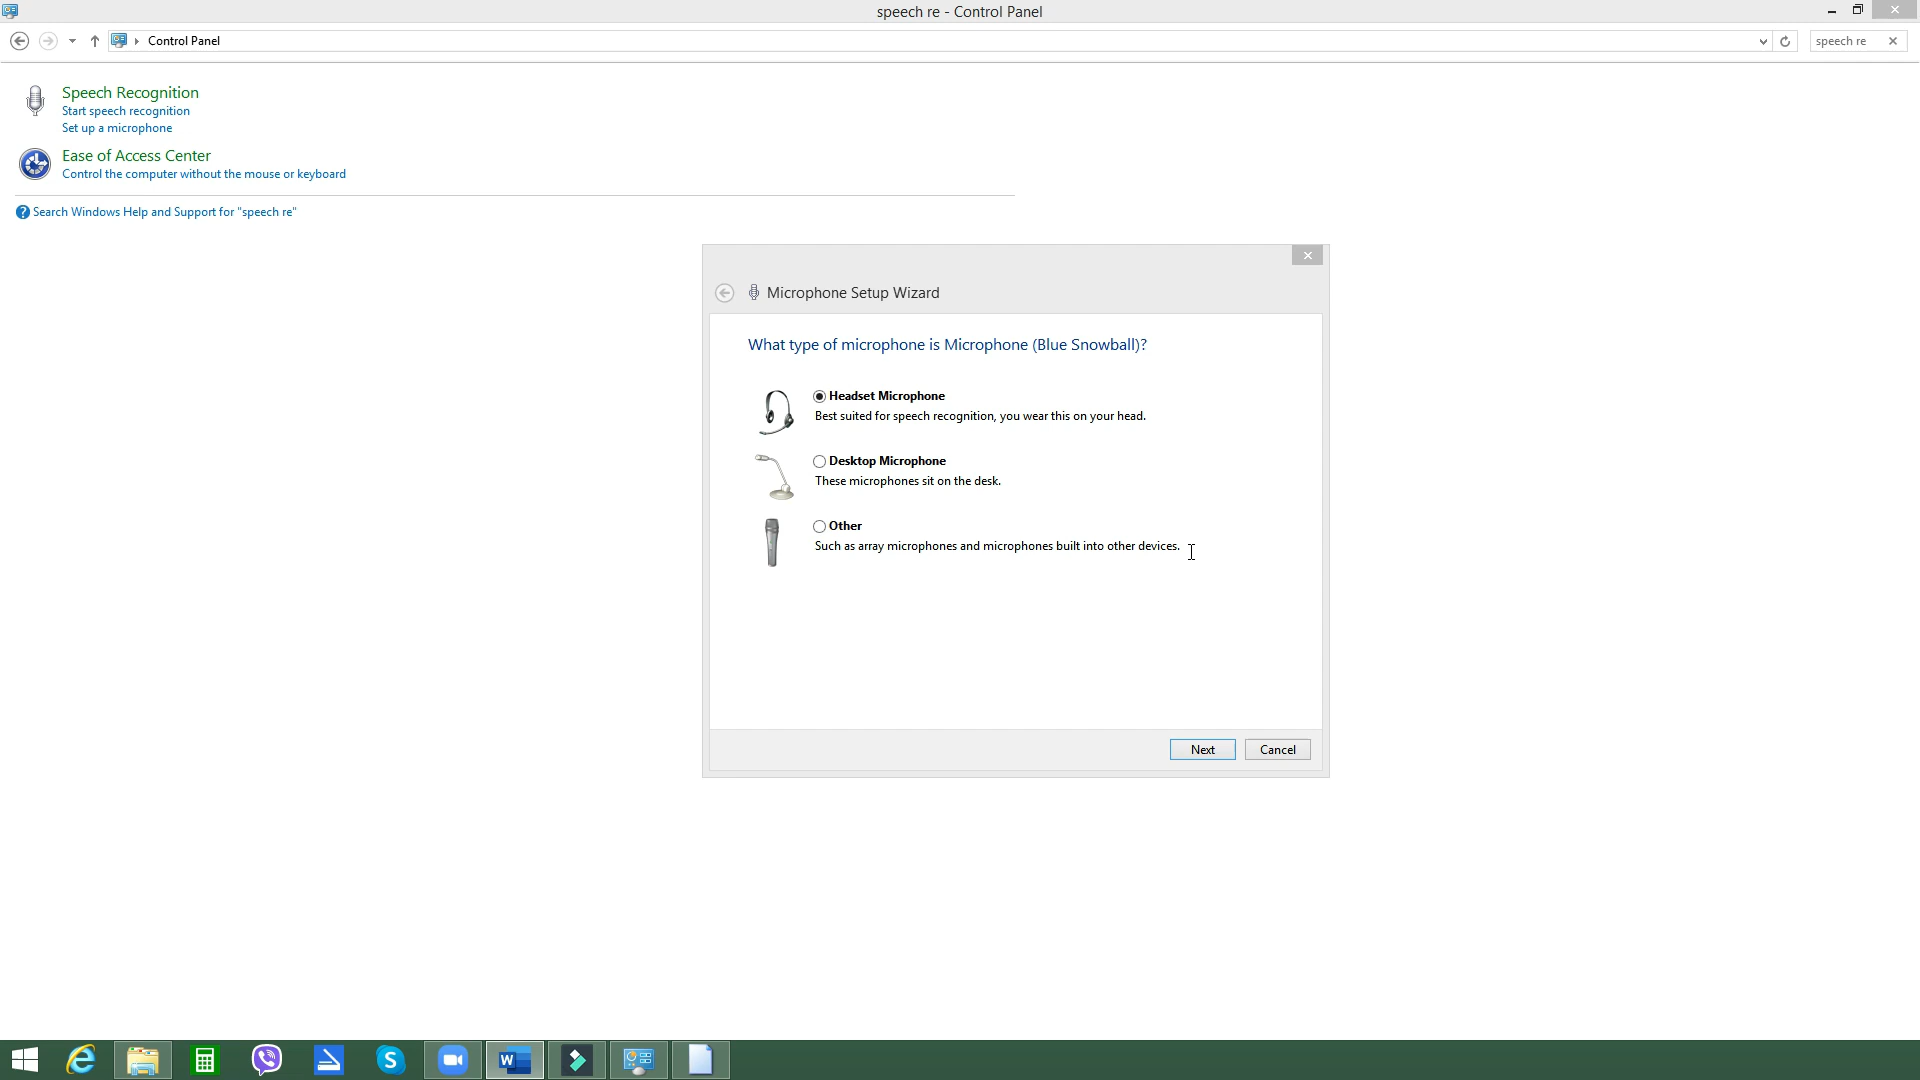 speech re - Control Panel
Control Panel
speech re
Speech Recognition
Start speech recognition
Set up a microphone
Ease of Access Center
Control the computer without the mouse or keyboard
Search Windows Help and Support for "speech re"
Microphone Setup Wizard
What type of microphone is Microphone (Blue Snowball)?
Headset Microphone
Best suited for speech recognition, you wear this on your head.
Desktop Microphone
These microphones sit on the desk.
Other
Such as array microphones and microphones built into other devices.
Next
Cancel